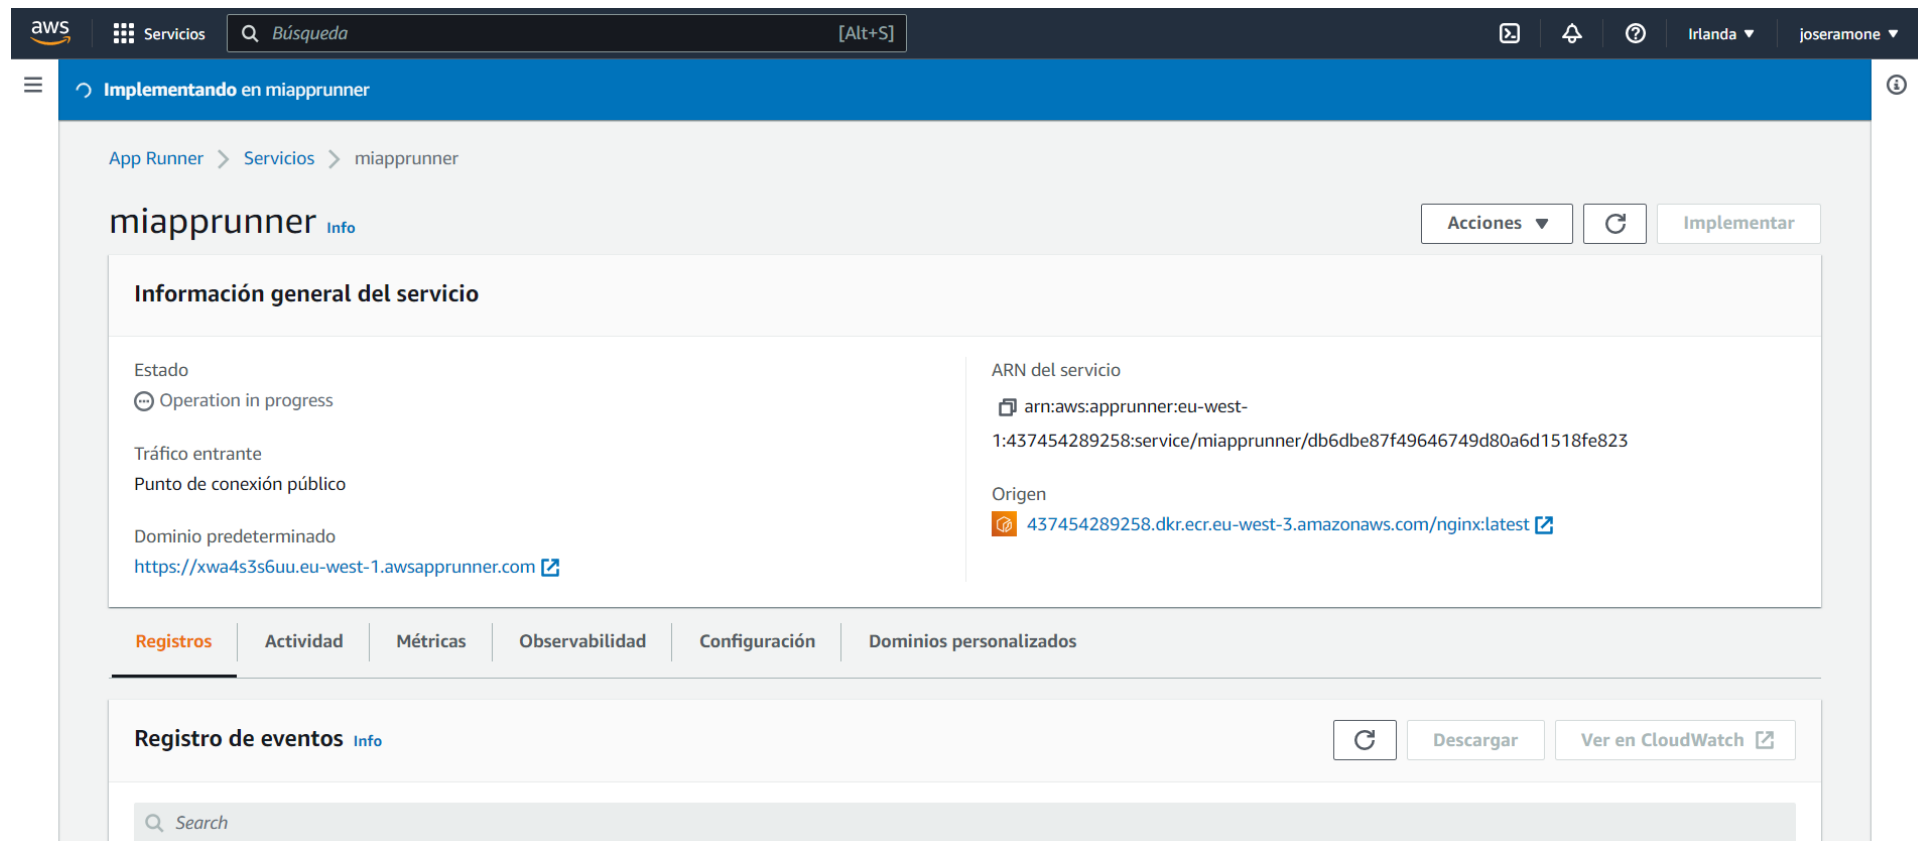 aws Servicios Búsqueda [Alt+S] Irlanda joseramone
Implementando en miapprunner
App Runner Servicios miapprunner
miapprunner Info Acciones Implementar
Información general del servicio
Estado
Operation in progress
Tráfico entrante
Punto de conexión público
Dominio predeterminado
https://xwa4s3s6uu.eu-west-1.awsapprunner.com
ARN del servicio
arn:aws:apprunner:eu-west-
1:437454289258:service/miapprunner/db6dbe87f49646749d80a6d1518fe823
Origen
437454289258.dkr.ecr.eu-west-3.amazonaws.com/nginx:latest
Registros Actividad Métricas Observabilidad Configuración Dominios personalizados
Registro de eventos Info Descargar Ver en CloudWatch
Search